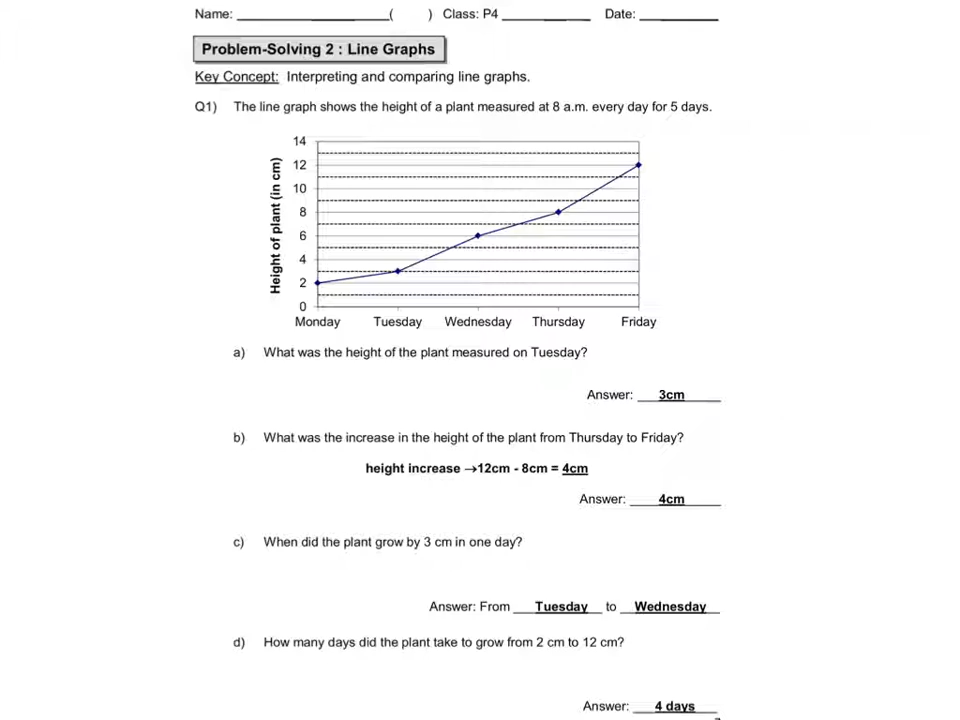 Name: ____________________( ) Class: P4 ____________ Date: ___________
Problem-Solving 2 : Line Graphs
Key Concept: Interpreting and comparing line graphs.
Q1) The line graph shows the height of a plant measured at 8 a.m. every day for 5 days.
Height of plant (in cm)
14
12
10
8
6
4
2
0
Monday Tuesday Wednesday Thursday Friday
a) What was the height of the plant measured on Tuesday?
Answer: 3cm
b) What was the increase in the height of the plant from Thursday to Friday?
height increase →12cm - 8cm = 4cm
Answer: 4cm
c) When did the plant grow by 3 cm in one day?
Answer: From Tuesday to Wednesday
d) How many days did the plant take to grow from 2 cm to 12 cm?
Answer: 4 days